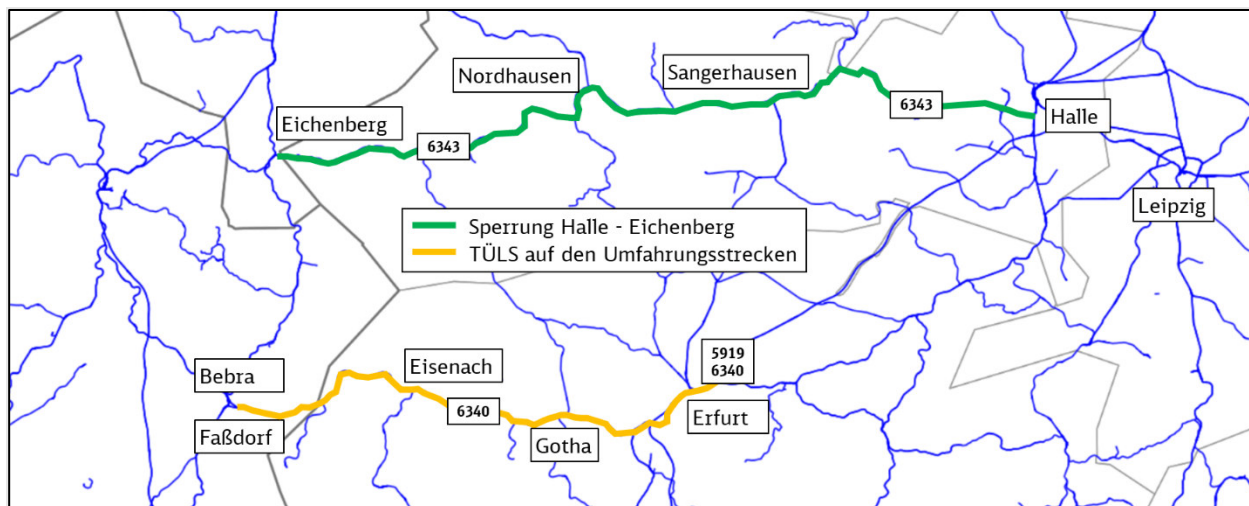 Nordhausen
Sangerhausen
Eichenberg
6343
6343
Halle
Leipzig
Sperrung Halle - Eichenberg
TÜLS auf den Umfahrungsstrecken
Bebra
Eisenach
5919
6340
Faßdorf
6340
Gotha
Erfurt